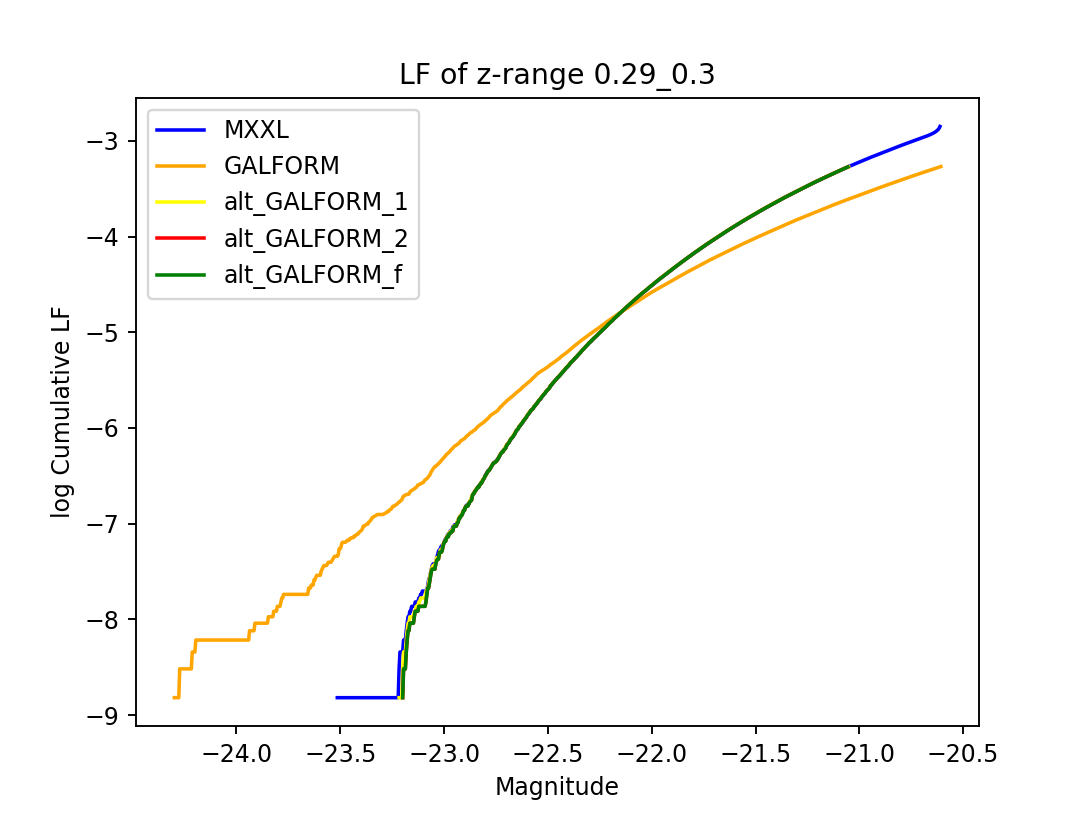 LF of z-range 0.29_0.3
MXXL
GALFORM
alt_GALFORM_1
alt_GALFORM_2
alt_GALFORM_f
log Cumulative LF
−3
−4
−5
−6
−7
−8
−9
−24.0 −23.5 −23.0 −22.5 −22.0 −21.5 −21.0 −20.5
Magnitude